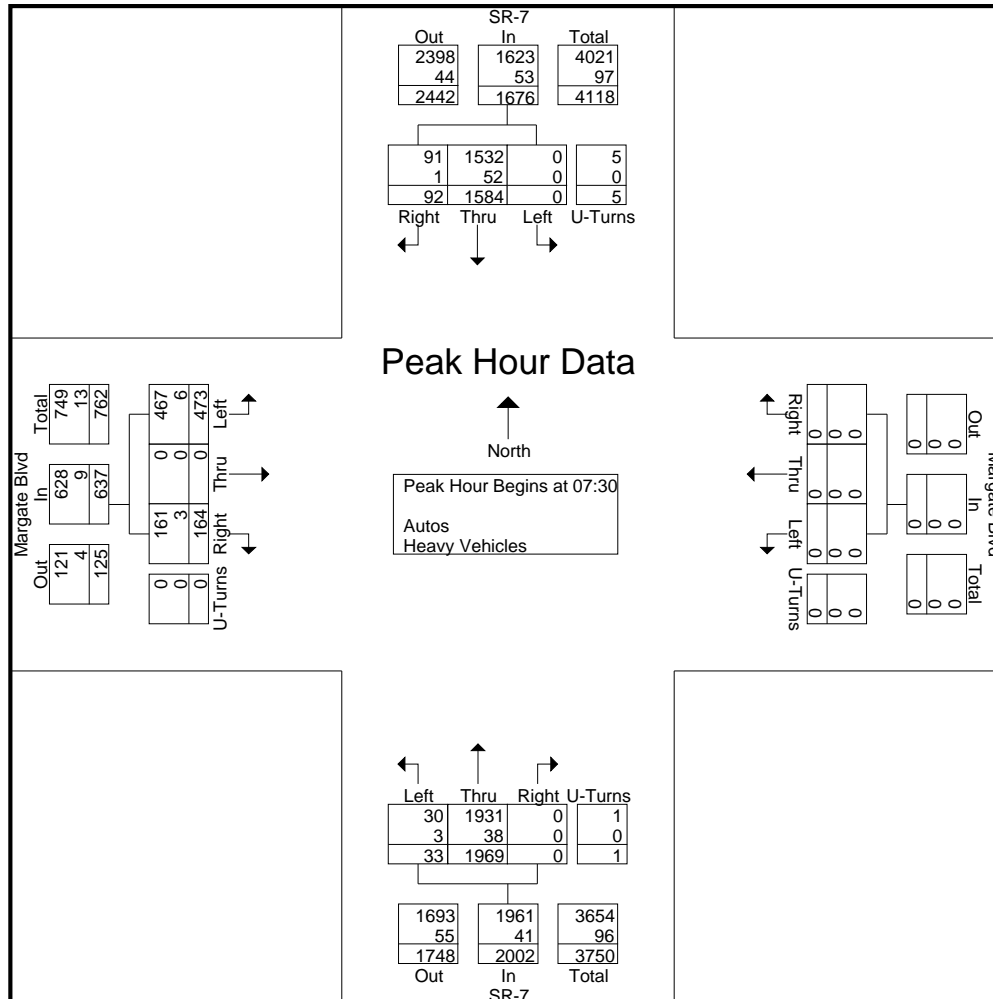 SR-7
Out In Total
2398 1623 4021
44 53 97
2442 1676 4118
91 1532 0 5
1 52 0 0
92 1584 0 5
Right Thru Left U-Turns
Peak Hour Data
North
Peak Hour Begins at 07:30
Autos
Heavy Vehicles
Margate Blvd
Out In Total
121 628 749
4 9 13
125 637 762
Left Thru Right U-Turns
467 0 161 0
6 0 3 0
473 0 164 0
Right Thru Left U-Turns
0 0 0 0
0 0 0 0
0 0 0 0
Out In Total
0 0 0
0 0 0
0 0 0
Margate Blvd
Left Thru Right U-Turns
30 1931 0 1
3 38 0 0
33 1969 0 1
1693 1961 3654
55 41 96
1748 2002 3750
Out In Total
SR-7